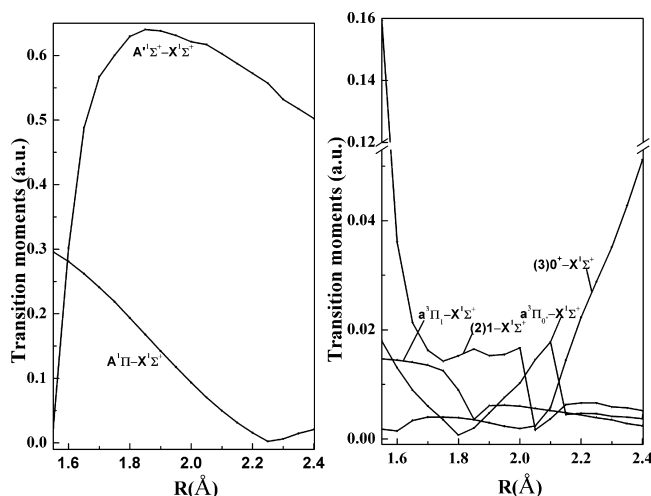 Transition moments (a.u.)
0.6
0.5
0.4
0.3
0.2
0.1
0.0
A'¹Σ⁺–X¹Σ⁺
A¹Π–X¹Σ⁺
1.6 1.8 2.0 2.2 2.4
R(Å)
Transition moments (a.u.)
0.16
0.12
0.04
0.02
0.00
(3)0⁺–X¹Σ⁺
a³Π₁–X¹Σ⁺
(2)1–X¹Σ⁺
a³Π₀₊–X¹Σ⁺
1.6 1.8 2.0 2.2 2.4
R(Å)